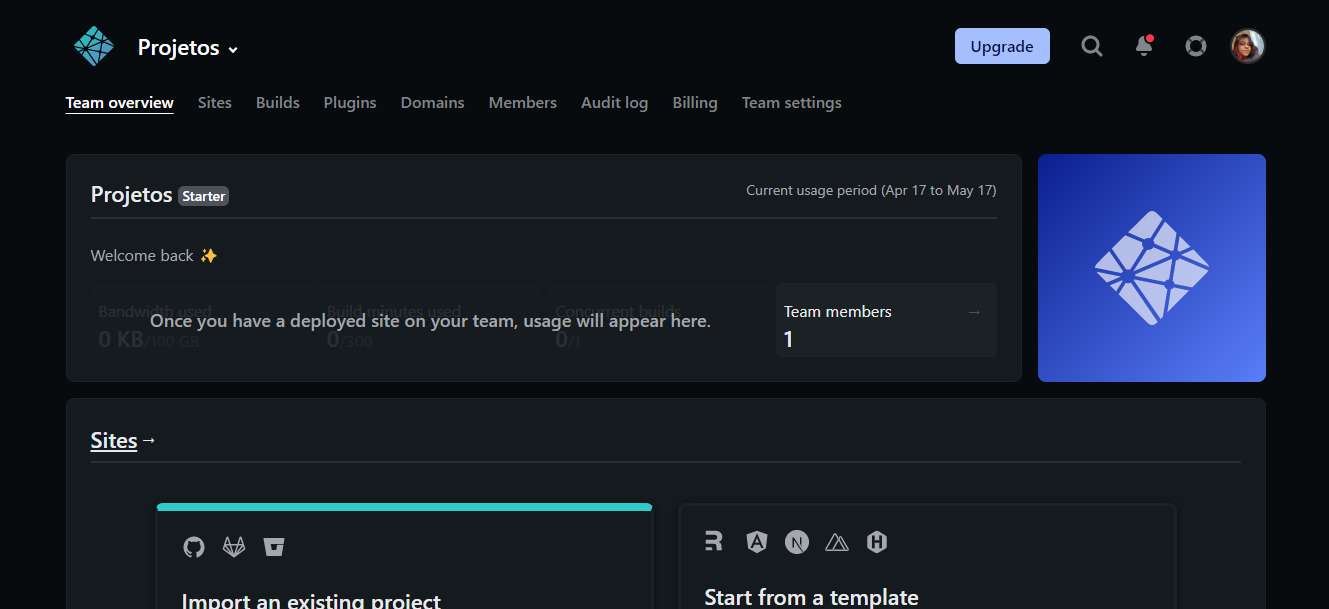 Projetos
Upgrade
Team overview Sites Builds Plugins Domains Members Audit log Billing Team settings
Projetos Starter
Current usage period (Apr 17 to May 17)
Welcome back ✨
Bandwidth used
0 KB/100 GB
Build minutes used
0/300
Concurrent builds
0/1
Once you have a deployed site on your team, usage will appear here.
Team members →
1
Sites →
Import an existing project
Start from a template